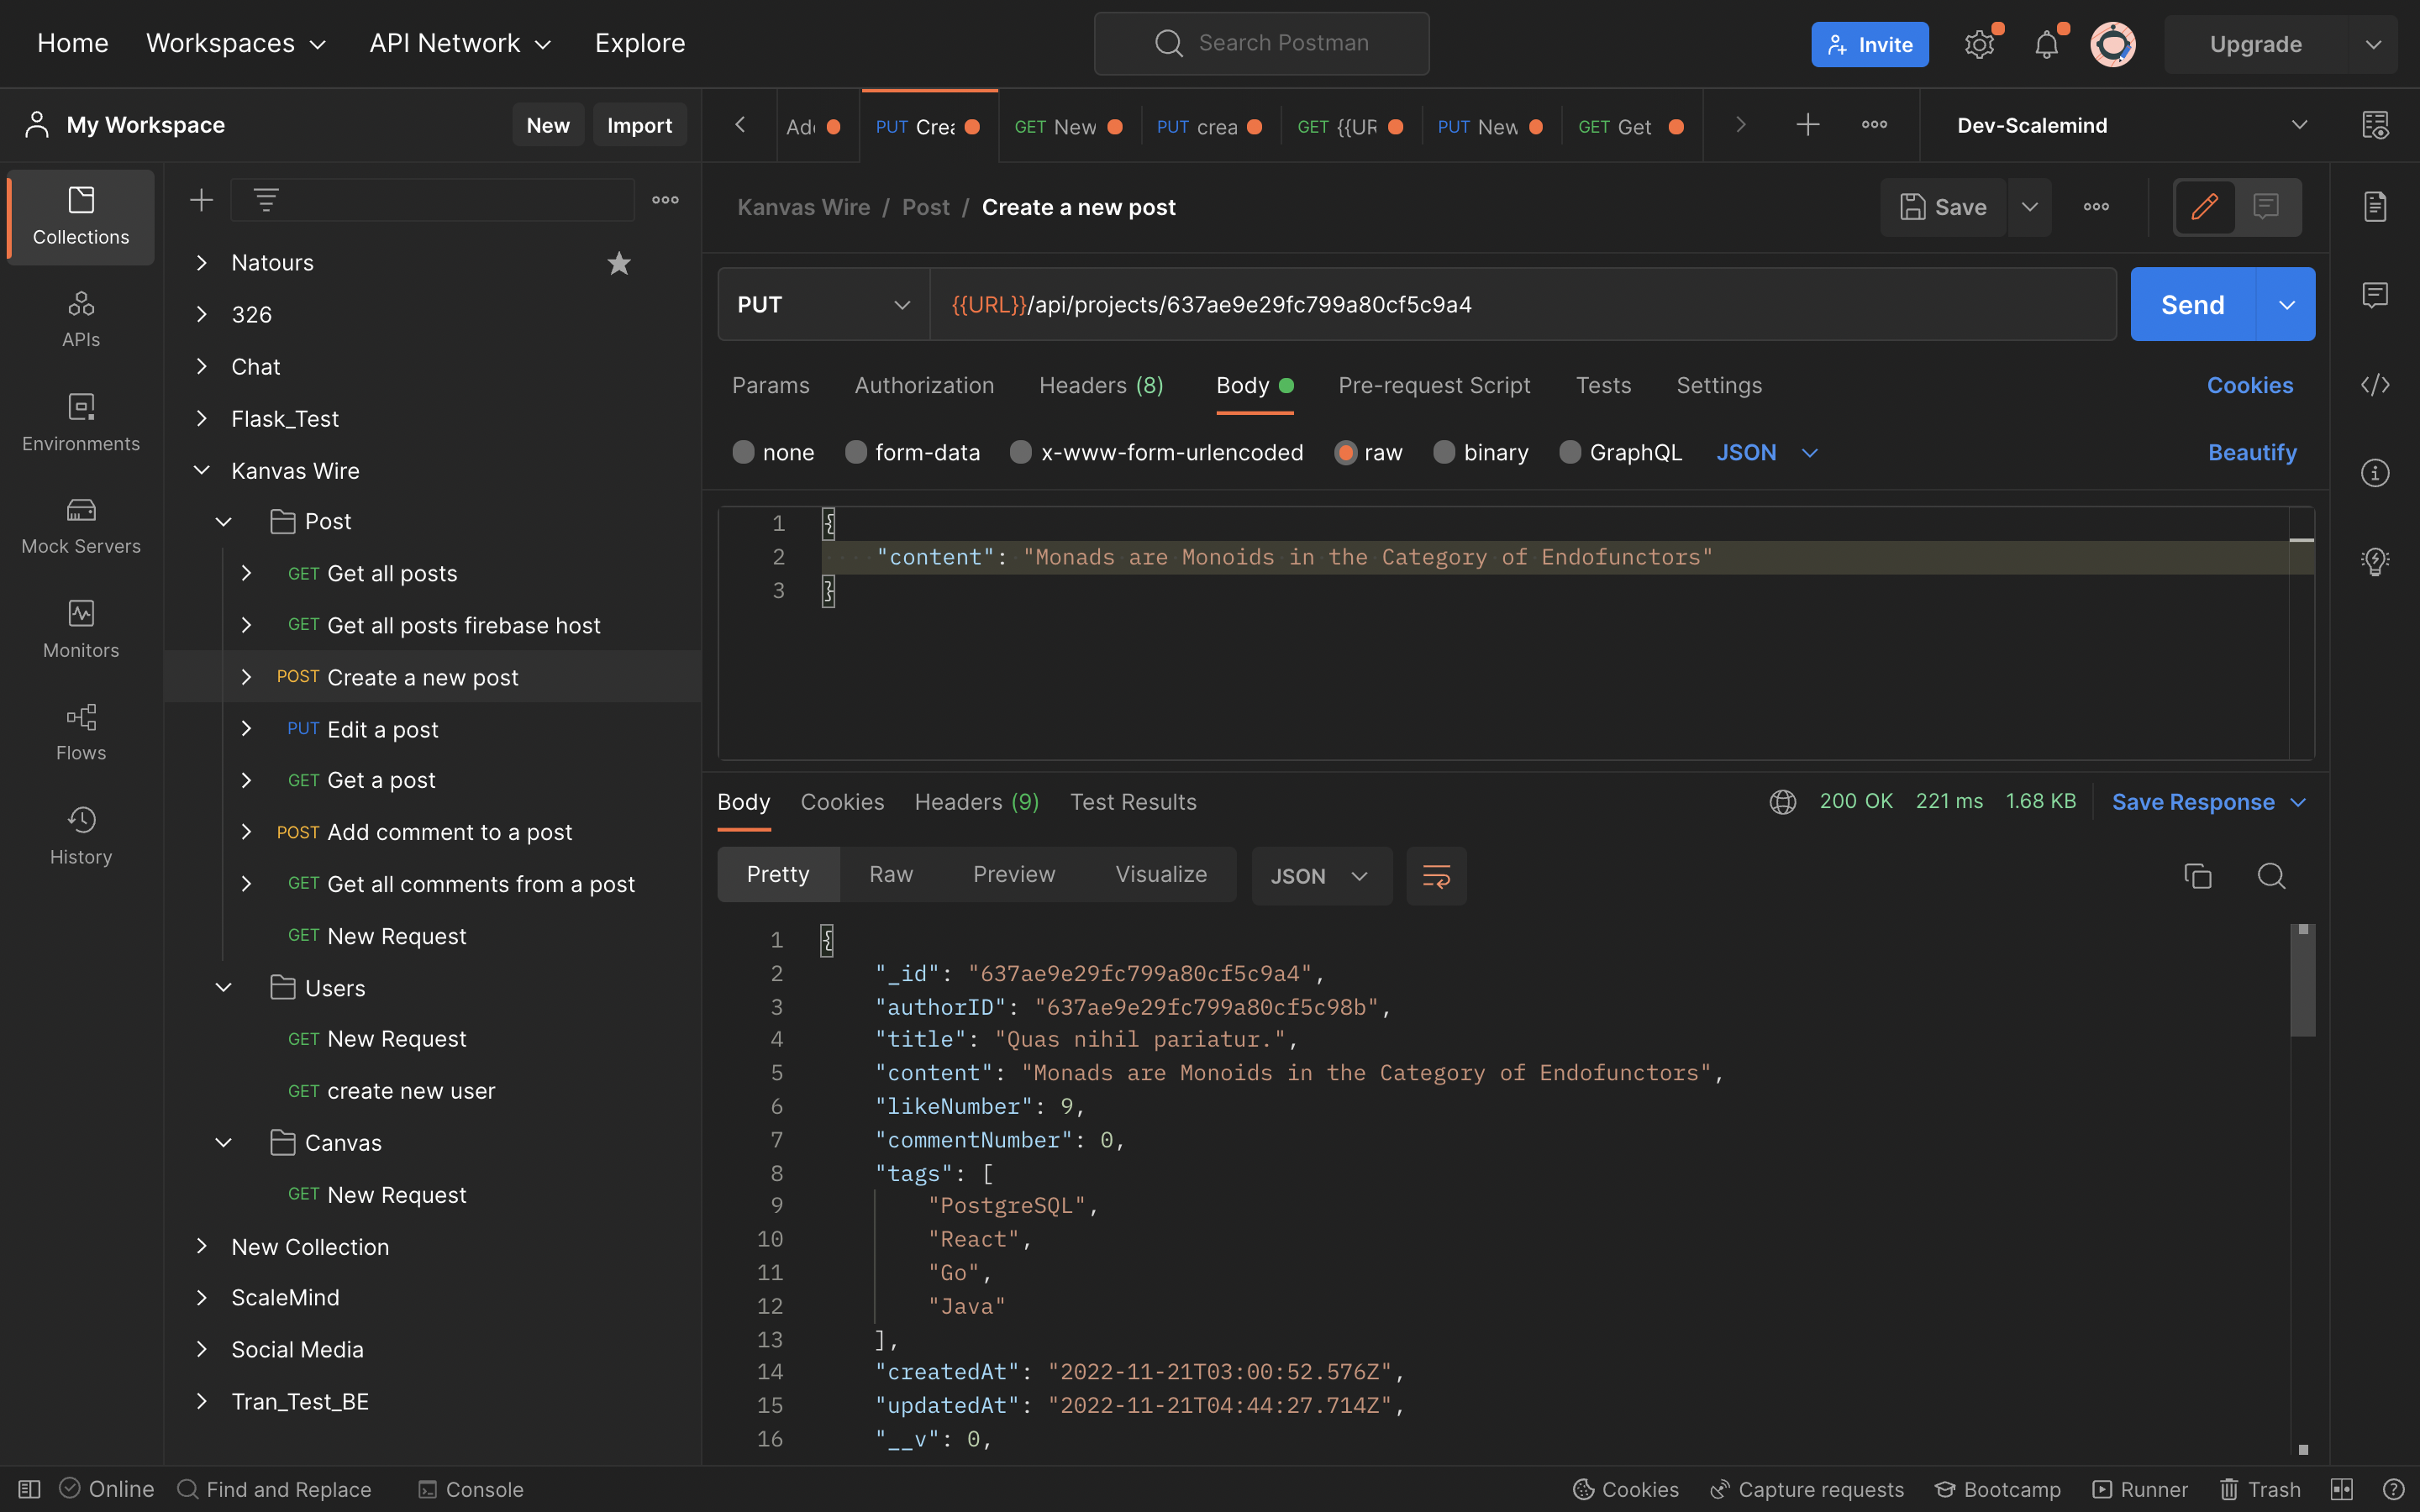 Home Workspaces API Network Explore Search Postman Invite Upgrade
My Workspace New Import
PUT GET New PUT crea GET {{UR PUT New GET Get Dev-Scalemind
Collections
APIs
Environments
Mock Servers
Monitors
Flows
History
Natours
326
Chat
Flask_Test
Kanvas Wire
Post
GET Get all posts
GET Get all posts firebase host
POST Create a new post
PUT Edit a post
GET Get a post
POST Add comment to a post
GET Get all comments from a post
GET New Request
Users
GET New Request
GET create new user
Canvas
GET New Request
New Collection
ScaleMind
Social Media
Tran_Test_BE
Kanvas Wire / Post / Create a new post Save
PUT {{URL}}/api/projects/637ae9e29fc799a80cf5c9a4 Send
Params Authorization Headers (8) Body Pre-request Script Tests Settings Cookies
none form-data x-www-form-urlencoded raw binary GraphQL JSON Beautify
1 {
2 "content": "Monads are Monoids in the Category of Endofunctors"
3 }
Body Cookies Headers (9) Test Results 200 OK 221 ms 1.68 KB Save Response
Pretty Raw Preview Visualize JSON
1 {
2 "_id": "637ae9e29fc799a80cf5c9a4",
3 "authorID": "637ae9e29fc799a80cf5c98b",
4 "title": "Quas nihil pariatur.",
5 "content": "Monads are Monoids in the Category of Endofunctors",
6 "likeNumber": 9,
7 "commentNumber": 0,
8 "tags": [
9 "PostgreSQL",
10 "React",
11 "Go",
12 "Java"
13 ],
14 "createdAt": "2022-11-21T03:00:52.576Z",
15 "updatedAt": "2022-11-21T04:44:27.714Z",
16 "__v": 0,
Online Find and Replace Console Cookies Capture requests Bootcamp Runner Trash